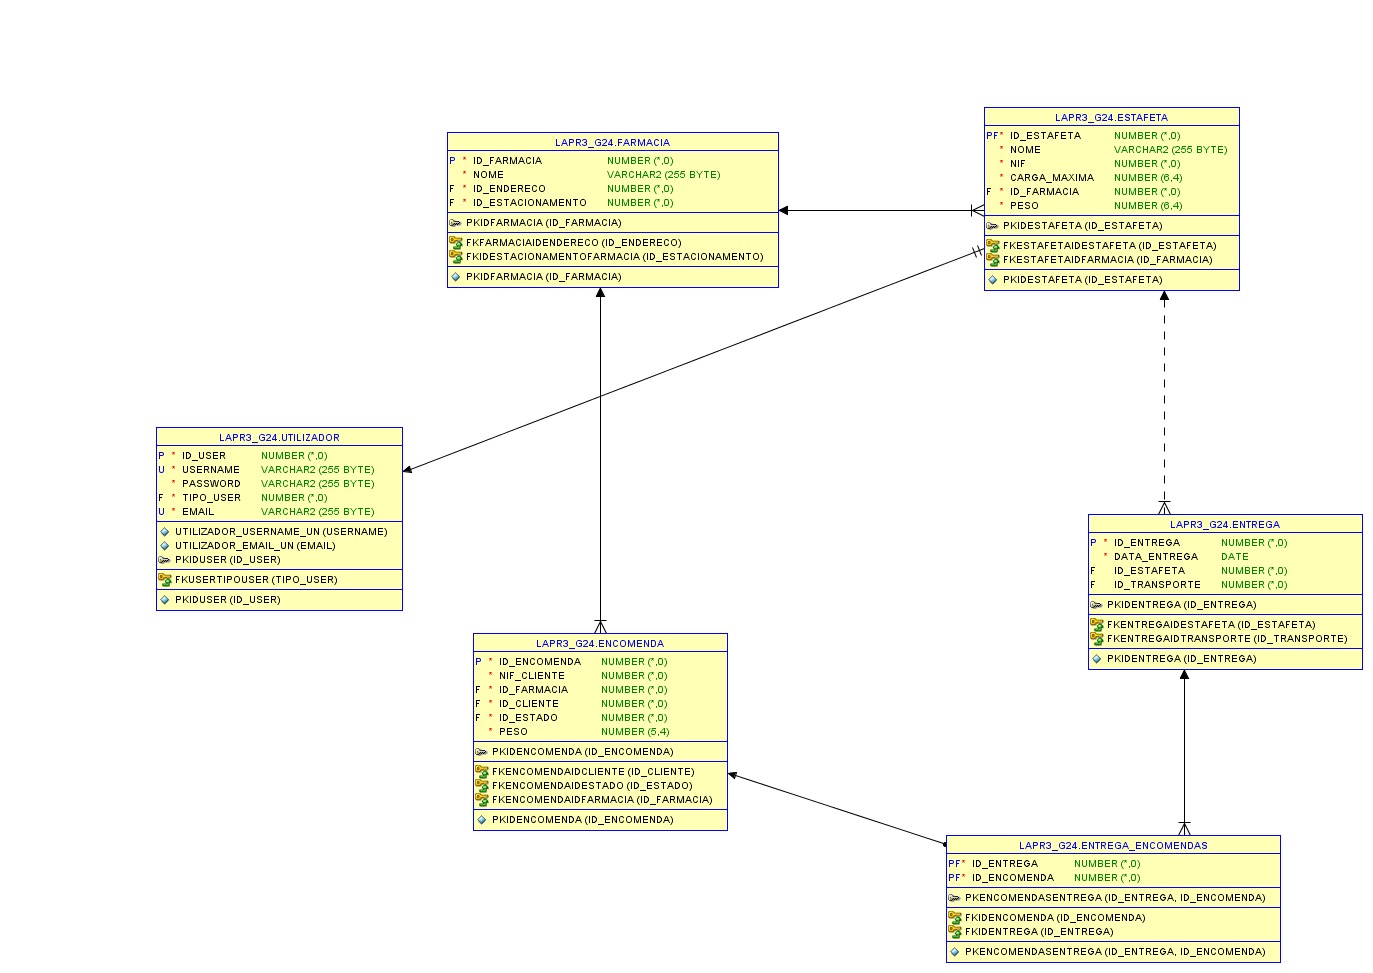 LAPR3_G24.FARMACIA
P * ID_FARMACIA NUMBER (*,0)
* NOME VARCHAR2 (255 BYTE)
F * ID_ENDERECO NUMBER (*,0)
F * ID_ESTACIONAMENTO NUMBER (*,0)
PKIDFARMACIA (ID_FARMACIA)
FKFARMACIAIDENDERECO (ID_ENDERECO)
FKIDESTACIONAMENTOFARMACIA (ID_ESTACIONAMENTO)
PKIDFARMACIA (ID_FARMACIA)
LAPR3_G24.ESTAFETA
PF* ID_ESTAFETA NUMBER (*,0)
* NOME VARCHAR2 (255 BYTE)
* NIF NUMBER (*,0)
* CARGA_MAXIMA NUMBER (6,4)
F * ID_FARMACIA NUMBER (*,0)
* PESO NUMBER (6,4)
PKIDESTAFETA (ID_ESTAFETA)
FKESTAFETAIDESTAFETA (ID_ESTAFETA)
FKESTAFETAIDFARMACIA (ID_FARMACIA)
PKIDESTAFETA (ID_ESTAFETA)
LAPR3_G24.UTILIZADOR
P * ID_USER NUMBER (*,0)
U * USERNAME VARCHAR2 (255 BYTE)
* PASSWORD VARCHAR2 (255 BYTE)
F * TIPO_USER NUMBER (*,0)
U * EMAIL VARCHAR2 (255 BYTE)
UTILIZADOR_USERNAME_UN (USERNAME)
UTILIZADOR_EMAIL_UN (EMAIL)
PKIDUSER (ID_USER)
FKUSERTIPOUSER (TIPO_USER)
PKIDUSER (ID_USER)
LAPR3_G24.ENTREGA
P * ID_ENTREGA NUMBER (*,0)
* DATA_ENTREGA DATE
F ID_ESTAFETA NUMBER (*,0)
F ID_TRANSPORTE NUMBER (*,0)
PKIDENTREGA (ID_ENTREGA)
FKENTREGAIDESTAFETA (ID_ESTAFETA)
FKENTREGAIDTRANSPORTE (ID_TRANSPORTE)
PKIDENTREGA (ID_ENTREGA)
LAPR3_G24.ENCOMENDA
P * ID_ENCOMENDA NUMBER (*,0)
* NIF_CLIENTE NUMBER (*,0)
F * ID_FARMACIA NUMBER (*,0)
F * ID_CLIENTE NUMBER (*,0)
F * ID_ESTADO NUMBER (*,0)
* PESO NUMBER (5,4)
PKIDENCOMENDA (ID_ENCOMENDA)
FKENCOMENDAIDCLIENTE (ID_CLIENTE)
FKENCOMENDAIDESTADO (ID_ESTADO)
FKENCOMENDAIDFARMACIA (ID_FARMACIA)
PKIDENCOMENDA (ID_ENCOMENDA)
LAPR3_G24.ENTREGA_ENCOMENDAS
PF* ID_ENTREGA NUMBER (*,0)
PF* ID_ENCOMENDA NUMBER (*,0)
PKENCOMENDASENTREGA (ID_ENTREGA, ID_ENCOMENDA)
FKIDENCOMENDA (ID_ENCOMENDA)
FKIDENTREGA (ID_ENTREGA)
PKENCOMENDASENTREGA (ID_ENTREGA, ID_ENCOMENDA)